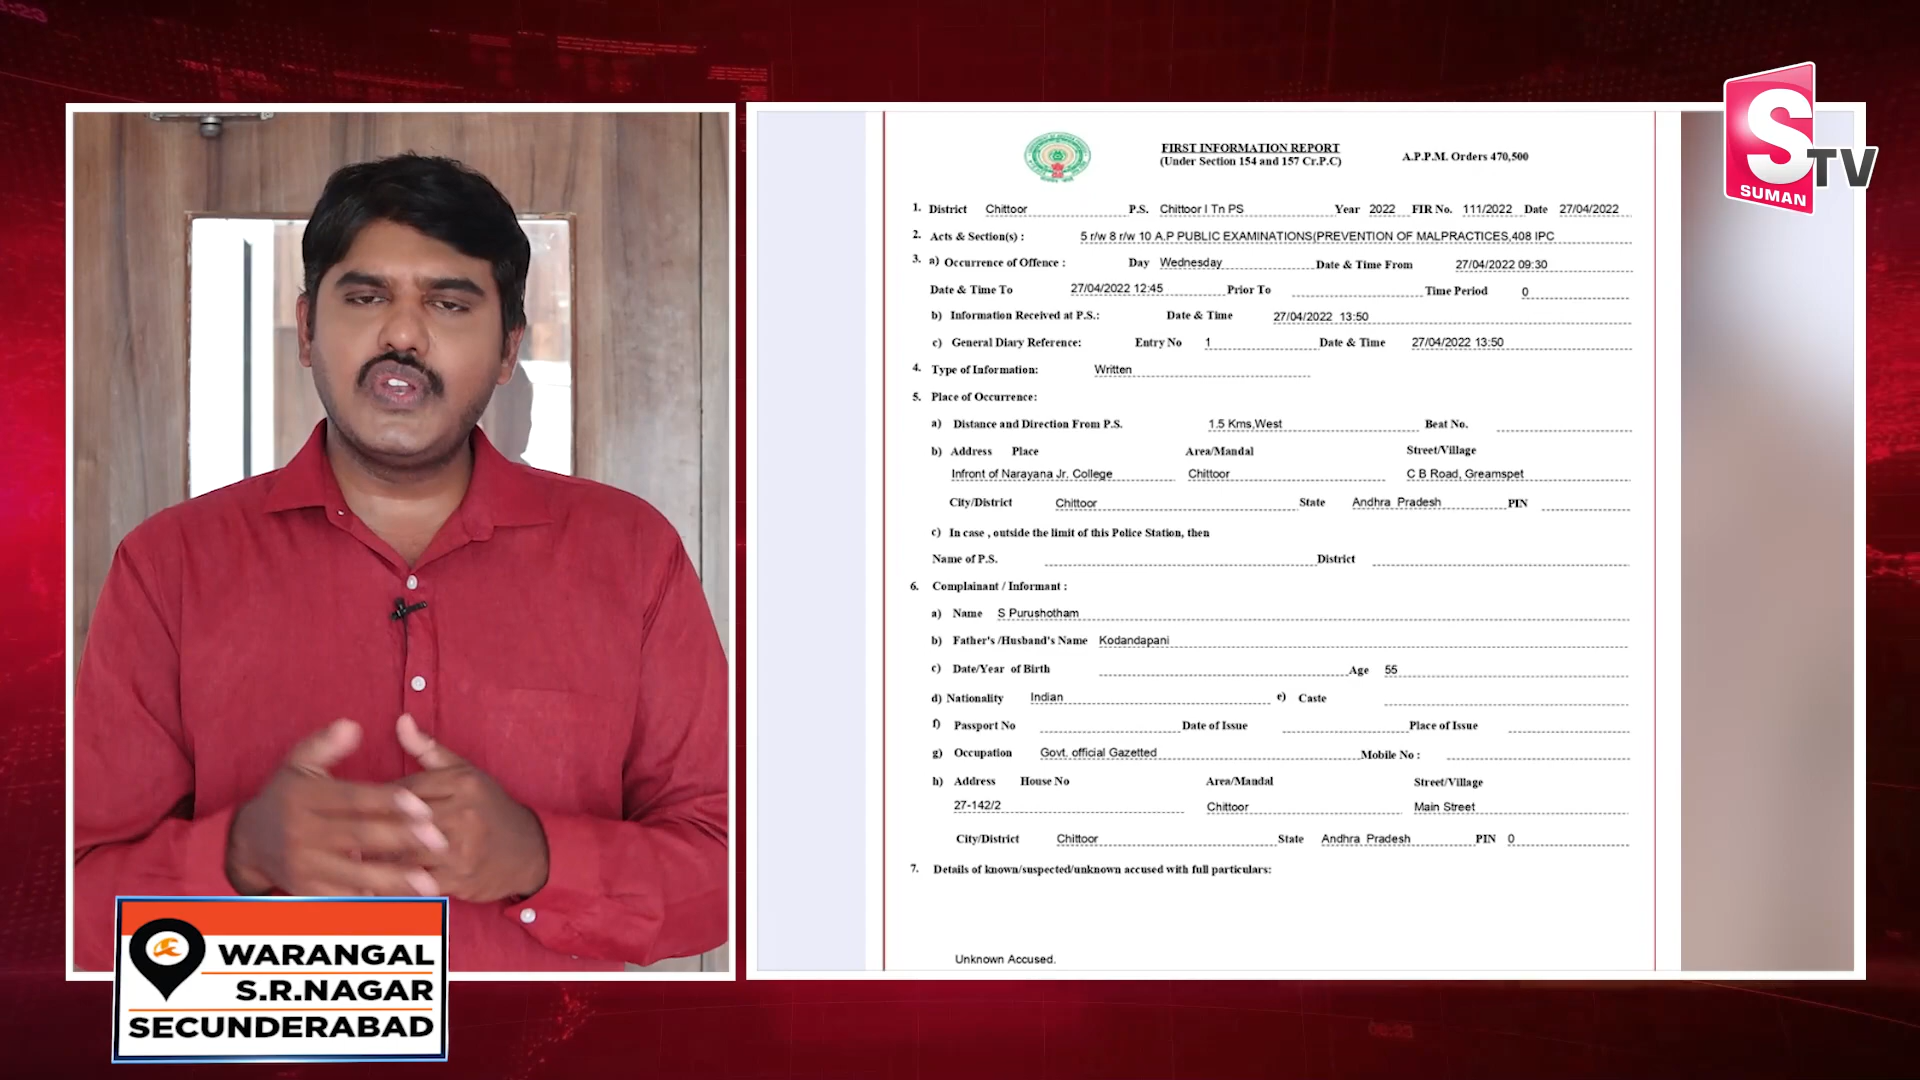 FIRST INFORMATION REPORT
(Under Section 154 and 157 Cr.P.C)
A.P.P.M. Orders 470,500
1. District Chittoor P.S. Chittoor I Tn PS Year 2022 FIR No. 111/2022 Date 27/04/2022
2. Acts & Section(s) : 5 r/w 8 r/w 10 A.P PUBLIC EXAMINATIONS(PREVENTION OF MALPRACTICES,408 IPC
3. a) Occurrence of Offence : Day Wednesday Date & Time From 27/04/2022 09:30
Date & Time To 27/04/2022 12:45 Prior To Time Period 0
b) Information Received at P.S.: Date & Time 27/04/2022 13:50
c) General Diary Reference: Entry No 1 Date & Time 27/04/2022 13:50
4. Type of Information: Written
5. Place of Occurrence:
a) Distance and Direction From P.S. 1.5 Kms,West Beat No.
b) Address Place Area/Mandal Street/Village
Infront of Narayana Jr. College Chittoor C B Road, Greamspet
City/District Chittoor State Andhra Pradesh PIN
c) In case , outside the limit of this Police Station, then
Name of P.S. District
6. Complainant / Informant :
a) Name S Purushotham
b) Father's /Husband's Name Kodandapani
c) Date/Year of Birth Age 55
d) Nationality Indian e) Caste
f) Passport No Date of Issue Place of Issue
g) Occupation Govt. official Gazetted Mobile No :
h) Address House No Area/Mandal Street/Village
27-142/2 Chittoor Main Street
City/District Chittoor State Andhra Pradesh PIN 0
7. Details of known/suspected/unknown accused with full particulars:
Unknown Accused.
S TV
SUMAN
WARANGAL
S.R.NAGAR
SECUNDERABAD